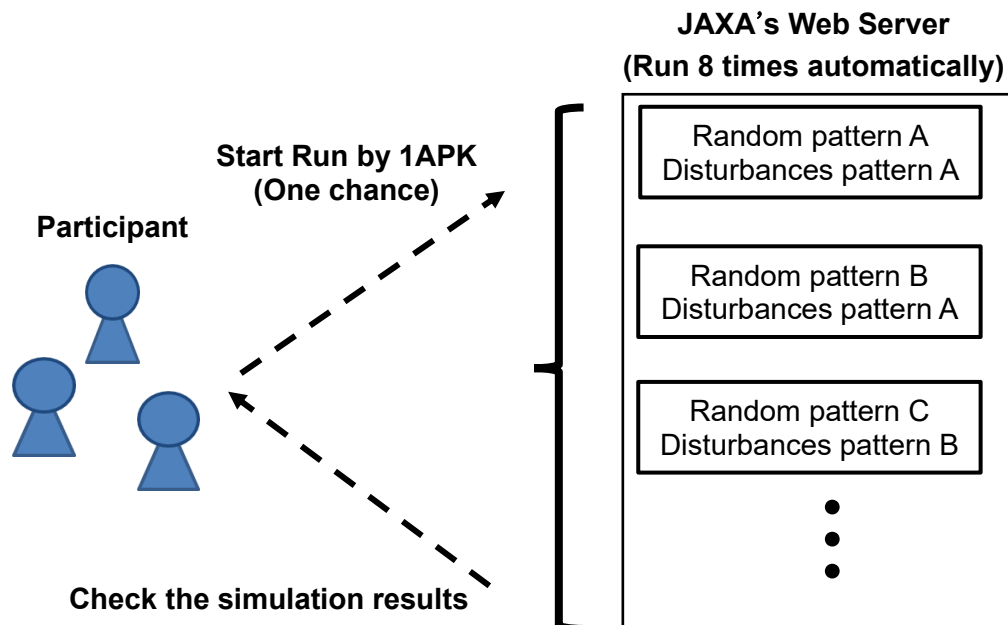 JAXA’s Web Server
(Run 8 times automatically)
Start Run by 1APK
(One chance)
Participant
Random pattern A
Disturbances pattern A
Random pattern B
Disturbances pattern A
Random pattern C
Disturbances pattern B
Check the simulation results